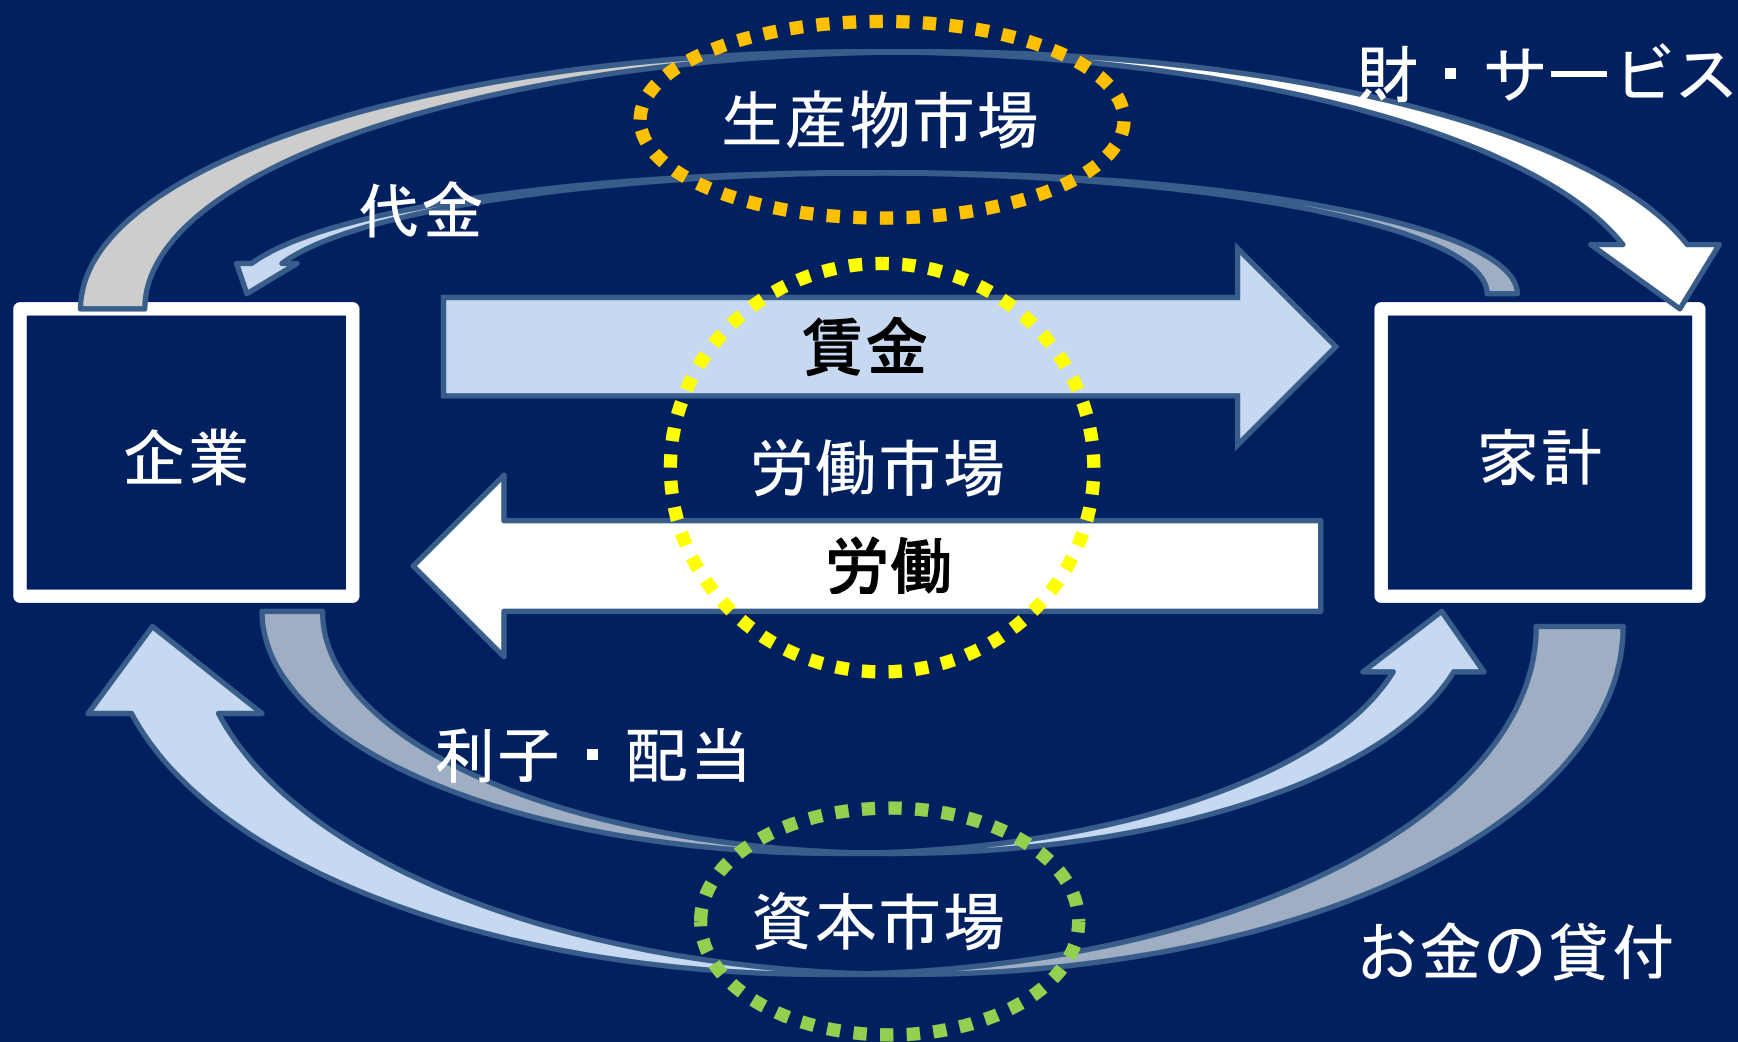 財・サービス
生産物市場
代金
賃金
企業
労働市場
家計
労働
利子・配当
資本市場
お金の貸付